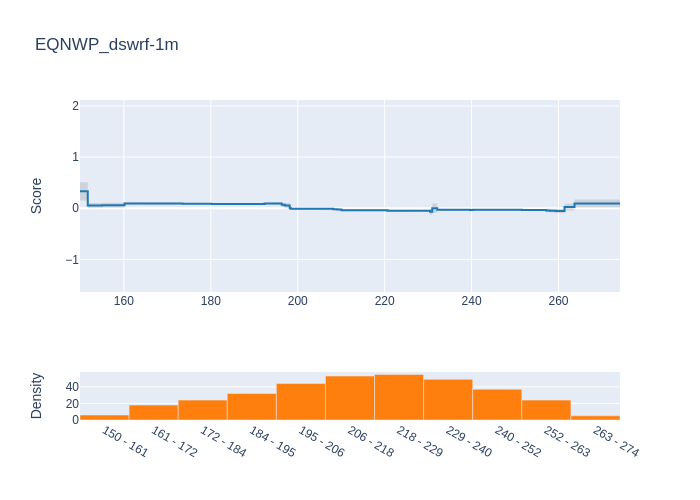 EQNWP_dswrf-1m
2
1
0
−1
Score
160 180 200 220 240 260
40
20
0
Density
150 - 161
161 - 172
172 - 184
184 - 195
195 - 206
206 - 218
218 - 229
229 - 240
240 - 252
252 - 263
263 - 274